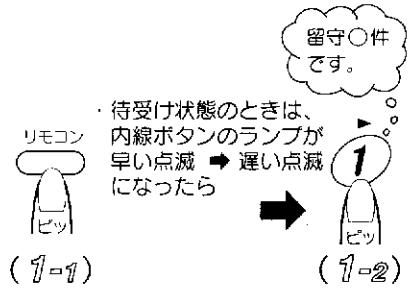 留守○件
です。
・待受け状態のときは、
内線ボタンのランプが
早い点滅 ➡ 遅い点滅
になったら
リモコン
1
ピッ
ピッ
(1-1)
(1-2)